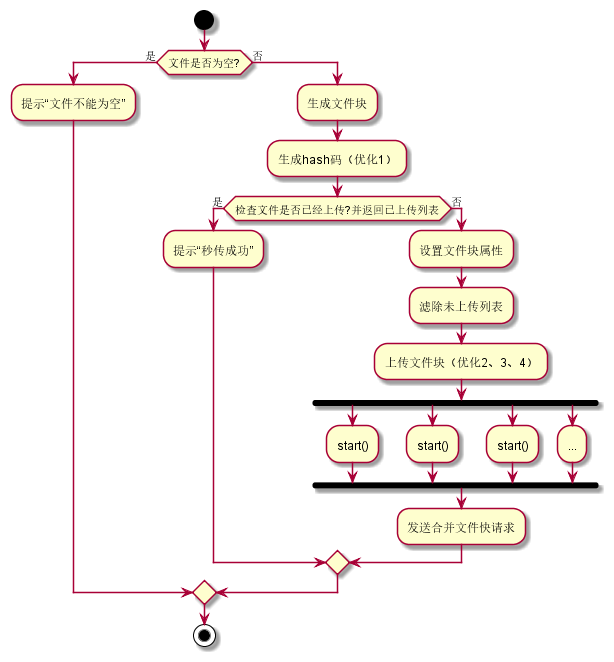 文件是否为空?
是
否
提示“文件不能为空”
生成文件块
生成hash码（优化1）
检查文件是否已经上传?并返回已上传列表
是
否
提示“秒传成功”
设置文件块属性
滤除未上传列表
上传文件块（优化2、3、4）
start()
start()
start()
...
发送合并文件快请求